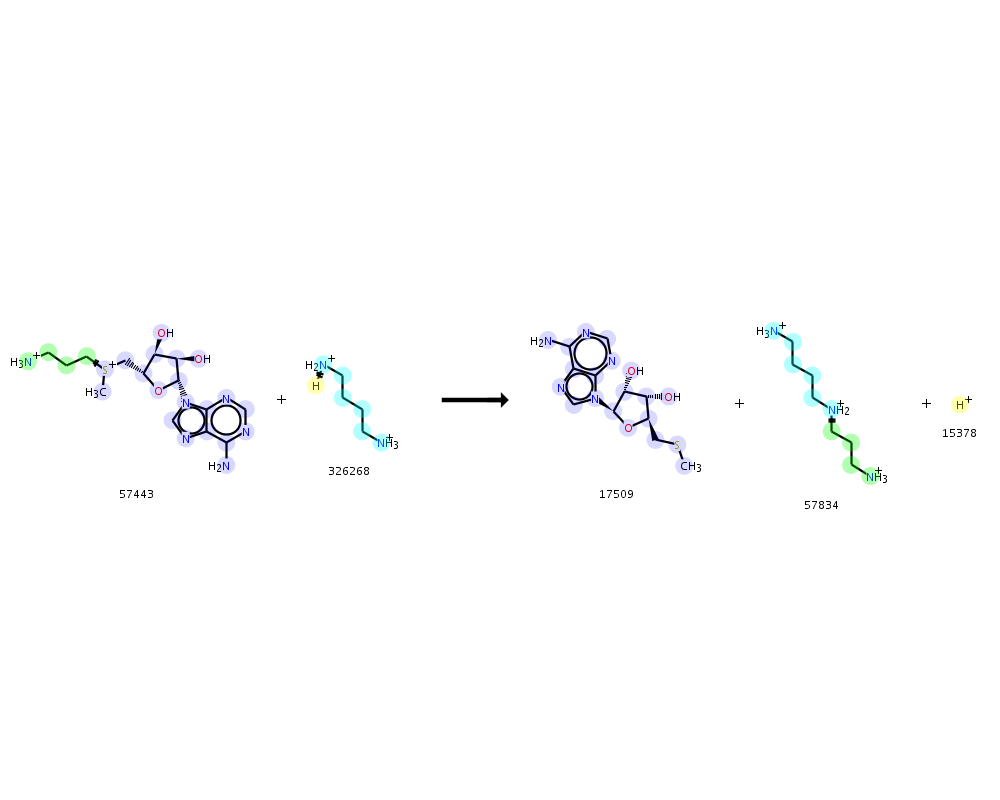 H3N+ S+ H3C OH OH O N N N N H2N
57443
+
H2N+ H NH3+
326268
H2N N N N N OH OH O S CH3
17509
+
H3N+ NH2+ NH3+
57834
+
H+
15378